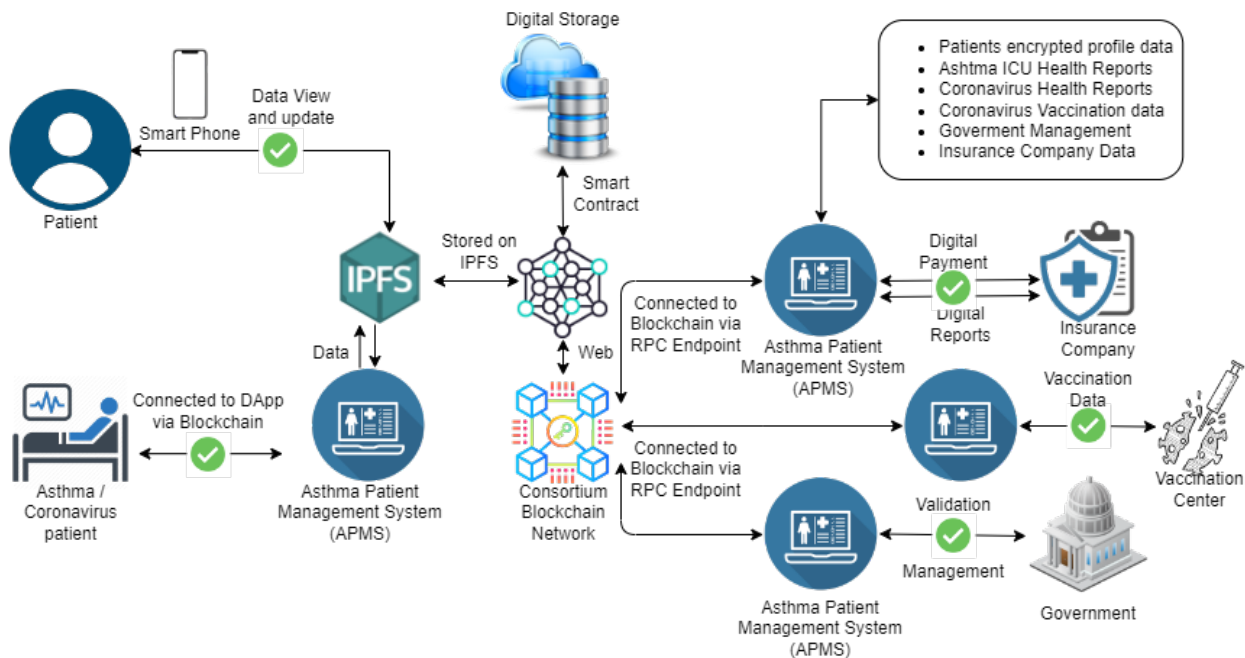 Digital Storage
Smart Phone
Data View
and update
Patient
• Patients encrypted profile data
• Ashtma ICU Health Reports
• Coronavirus Health Reports
• Coronavirus Vaccination data
• Goverment Management
• Insurance Company Data
Smart
Contract
IPFS
Stored on
IPFS
Data
Web
Connected to
Blockchain via
RPC Endpoint
Digital
Payment
Digital
Reports
Insurance
Company
Asthma Patient
Management System
(APMS)
Connected to DApp
via Blockchain
Asthma /
Coronavirus
patient
Asthma Patient
Management System
(APMS)
Consortium
Blockchain
Network
Connected to
Blockchain via
RPC Endpoint
Vaccination
Data
Vaccination
Center
Validation
Management
Asthma Patient
Management System
(APMS)
Government